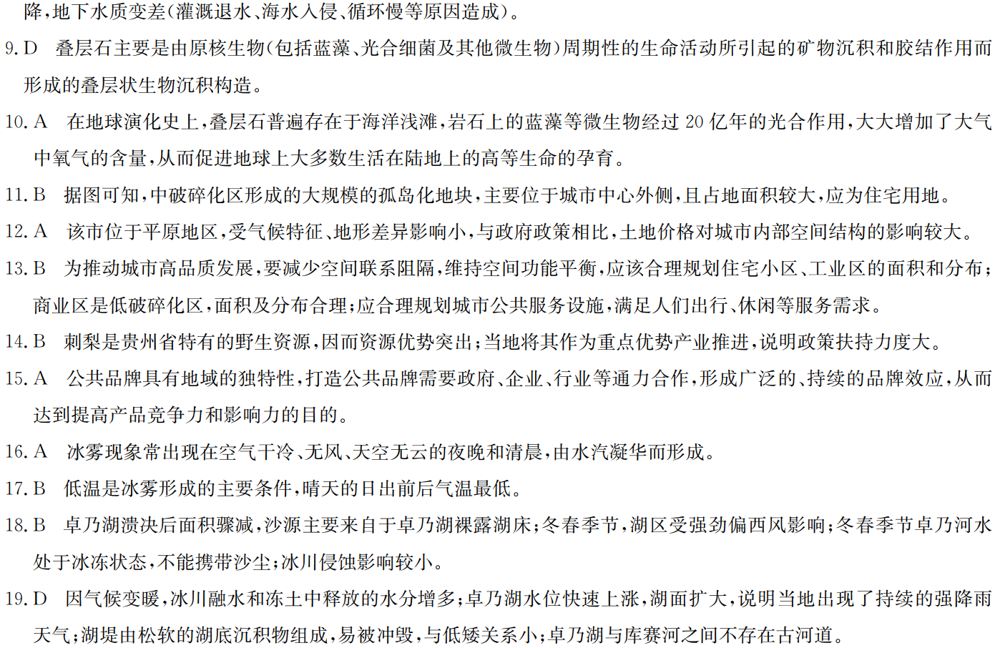 降,地下水质变差(灌溉退水、海水入侵、循环慢等原因造成)。
9. D 叠层石主要是由原核生物(包括蓝藻、光合细菌及其他微生物)周期性的生命活动所引起的矿物沉积和胶结作用而
形成的叠层状生物沉积构造。
10. A 在地球演化史上,叠层石普遍存在于海洋浅滩,岩石上的蓝藻等微生物经过 20 亿年的光合作用,大大增加了大气
中氧气的含量,从而促进地球上大多数生活在陆地上的高等生命的孕育。
11. B 据图可知,中破碎化区形成的大规模的孤岛化地块,主要位于城市中心外侧,且占地面积较大,应为住宅用地。
12. A 该市位于平原地区,受气候特征、地形差异影响小,与政府政策相比,土地价格对城市内部空间结构的影响较大。
13. B 为推动城市高品质发展,要减少空间联系阻隔,维持空间功能平衡,应该合理规划住宅小区、工业区的面积和分布;
商业区是低破碎化区,面积及分布合理;应合理规划城市公共服务设施,满足人们出行、休闲等服务需求。
14. B 刺梨是贵州省特有的野生资源,因而资源优势突出;当地将其作为重点优势产业推进,说明政策扶持力度大。
15. A 公共品牌具有地域的独特性,打造公共品牌需要政府、企业、行业等通力合作,形成广泛的、持续的品牌效应,从而
达到提高产品竞争力和影响力的目的。
16. A 冰雾现象常出现在空气干冷、无风、天空无云的夜晚和清晨,由水汽凝华而形成。
17. B 低温是冰雾形成的主要条件,晴天的日出前后气温最低。
18. B 卓乃湖溃决后面积骤减,沙源主要来自于卓乃湖裸露湖床;冬春季节,湖区受强劲偏西风影响;冬春季节卓乃河水
处于冰冻状态,不能携带沙尘;冰川侵蚀影响较小。
19. D 因气候变暖,冰川融水和冻土中释放的水分增多;卓乃湖水位快速上涨,湖面扩大,说明当地出现了持续的强降雨
天气;湖堤由松软的湖底沉积物组成,易被冲毁,与低矮关系小;卓乃湖与库赛河之间不存在古河道。